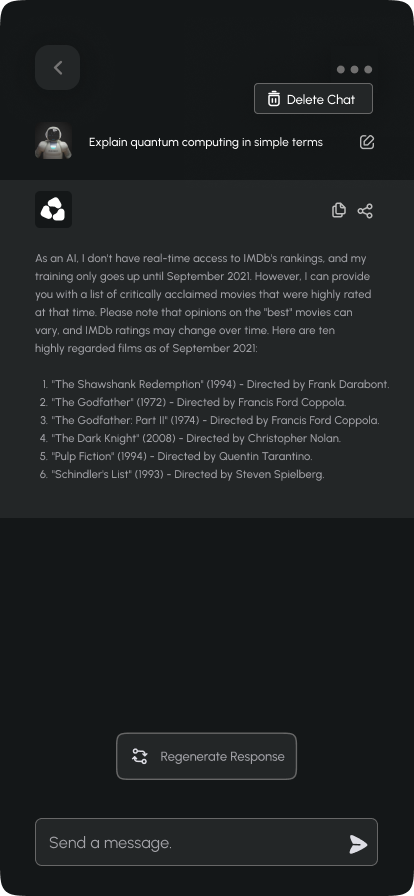 Delete Chat
Explain quantum computing in simple terms
As an AI, I don't have real-time access to IMDb's rankings, and my
training only goes up until September 2021. However, I can provide
you with a list of critically acclaimed movies that were highly rated
at that time. Please note that opinions on the "best" movies can
vary, and IMDb ratings may change over time. Here are ten
highly regarded films as of September 2021:
1. "The Shawshank Redemption" (1994) - Directed by Frank Darabont.
2. "The Godfather" (1972) - Directed by Francis Ford Coppola.
3. "The Godfather: Part II" (1974) - Directed by Francis Ford Coppola.
4. "The Dark Knight" (2008) - Directed by Christopher Nolan.
5. "Pulp Fiction" (1994) - Directed by Quentin Tarantino.
6. "Schindler's List" (1993) - Directed by Steven Spielberg.
Regenerate Response
Send a message.